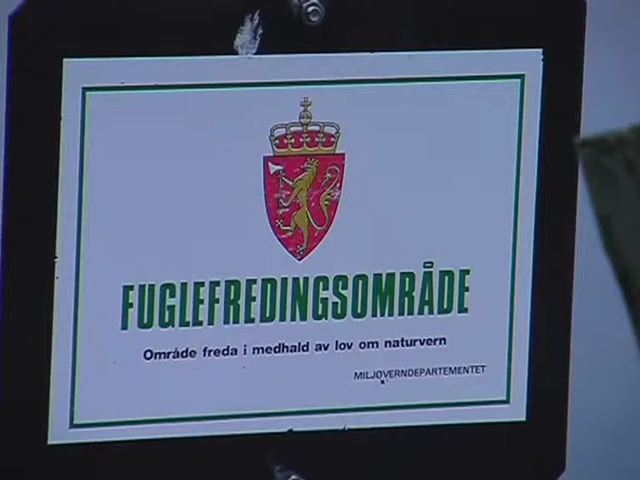 FUGLEFREDINGSOMRÅDE
Område freda i medhald av lov om naturvern
MILJØVERNDEPARTEMENTET